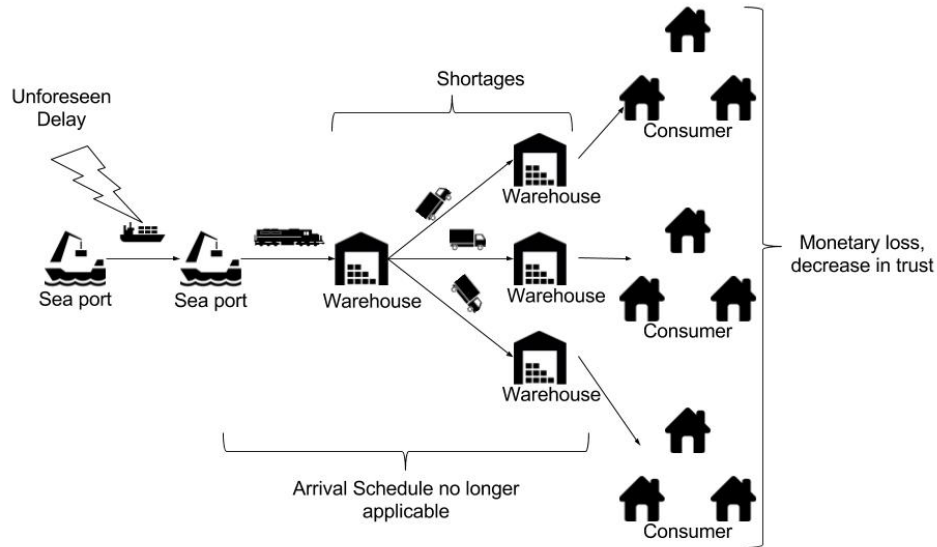 Shortages
Unforeseen
Delay
Consumer
Warehouse
Sea port
Sea port
Warehouse
Warehouse
Consumer
Monetary loss,
decrease in trust
Warehouse
Arrival Schedule no longer
applicable
Consumer